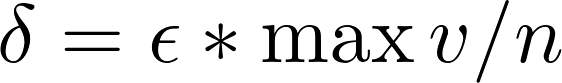 δ = ϵ ∗ max v/n